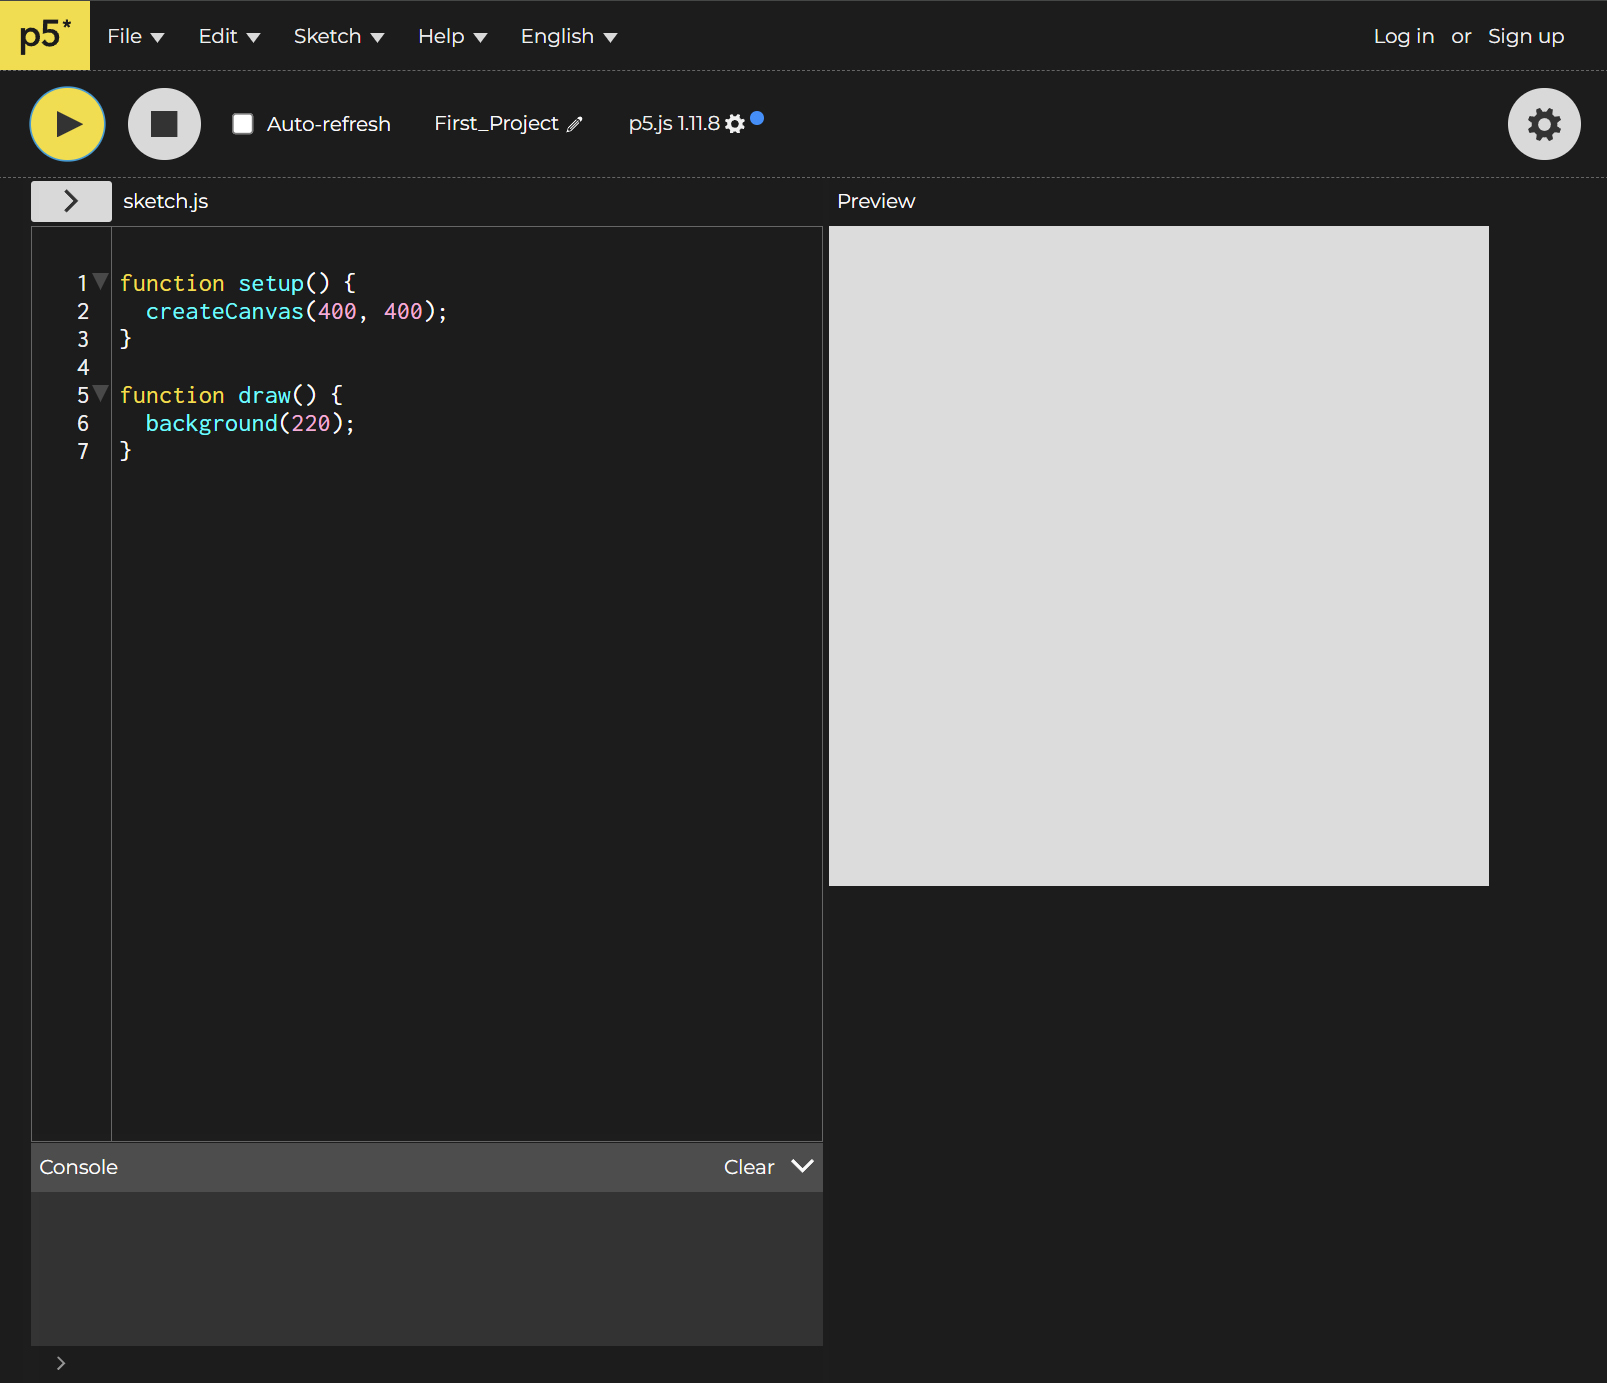 p5* File Edit Sketch Help English Log in or Sign up
Auto-refresh First_Project p5.js 1.11.8
sketch.js Preview
1 function setup() {
2   createCanvas(400, 400);
3 }
4
5 function draw() {
6   background(220);
7 }
Console Clear
>